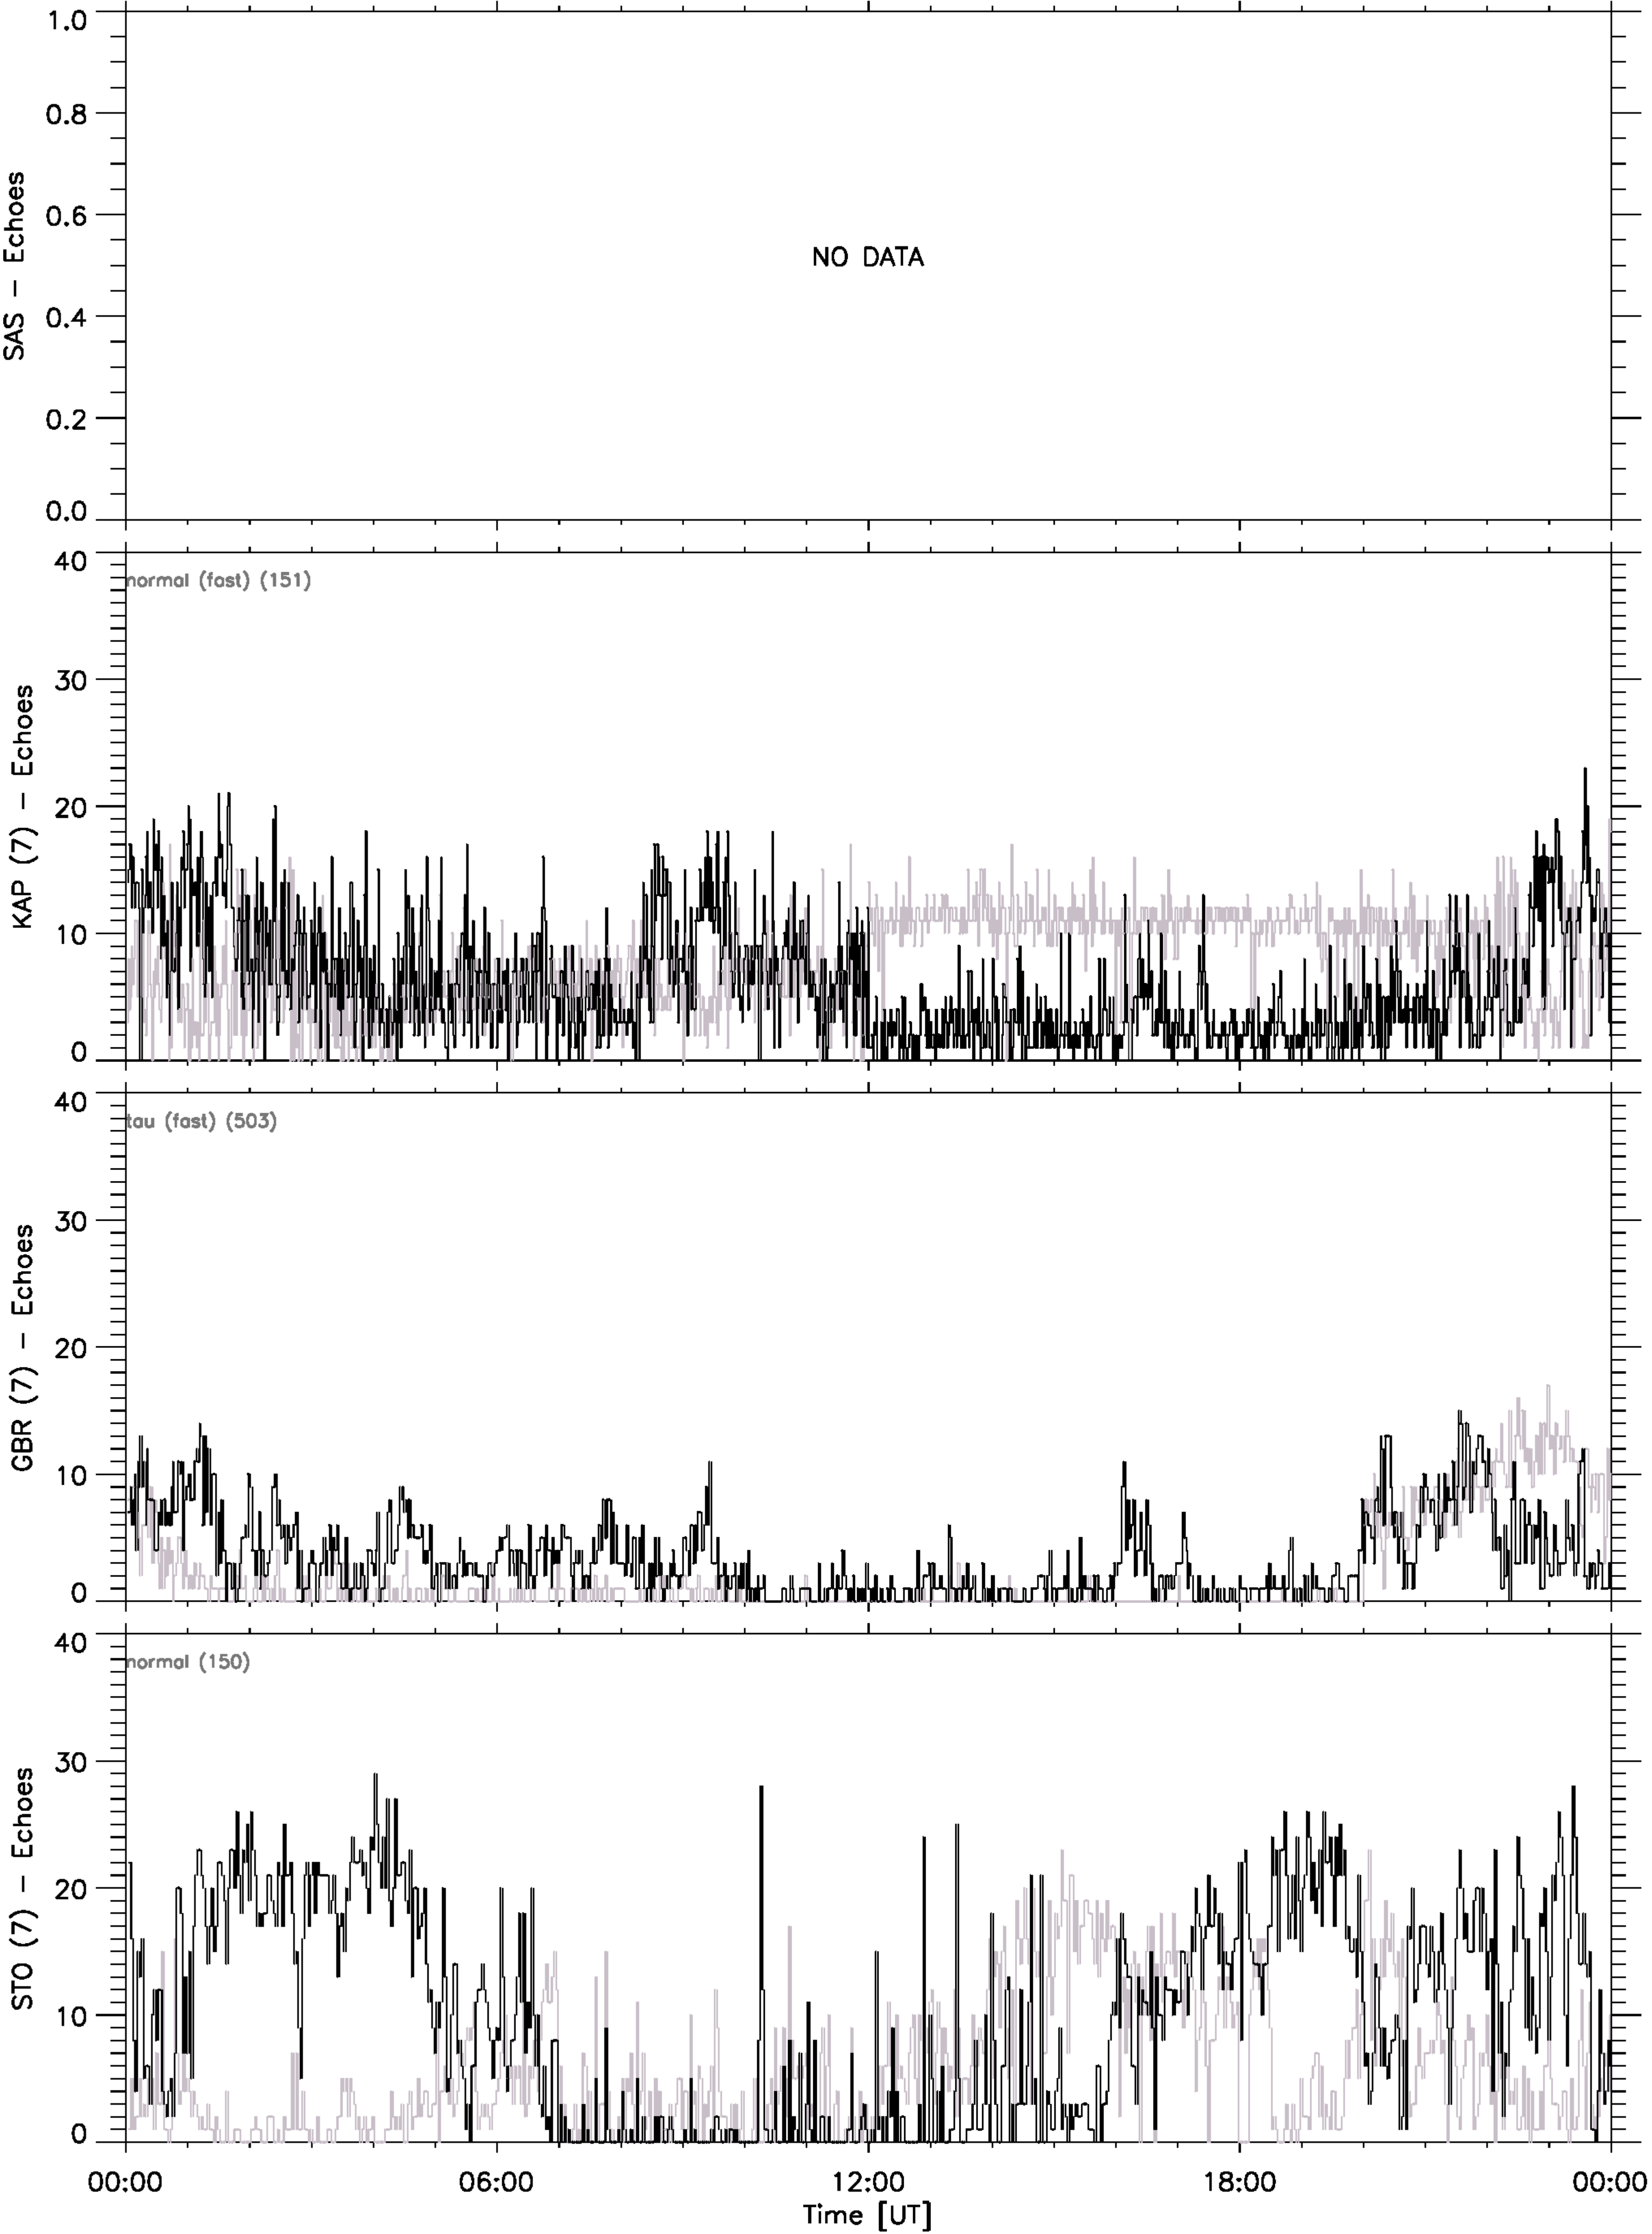 1.0
0.8
0.6
0.4
0.2
0.0
SAS - Echoes
NO DATA
40
30
20
10
0
KAP (7) - Echoes
normal (fast) (151)
40
30
20
10
0
GBR (7) - Echoes
tau (fast) (503)
40
30
20
10
0
STO (7) - Echoes
normal (150)
00:00 06:00 12:00 18:00 00:00
Time [UT]